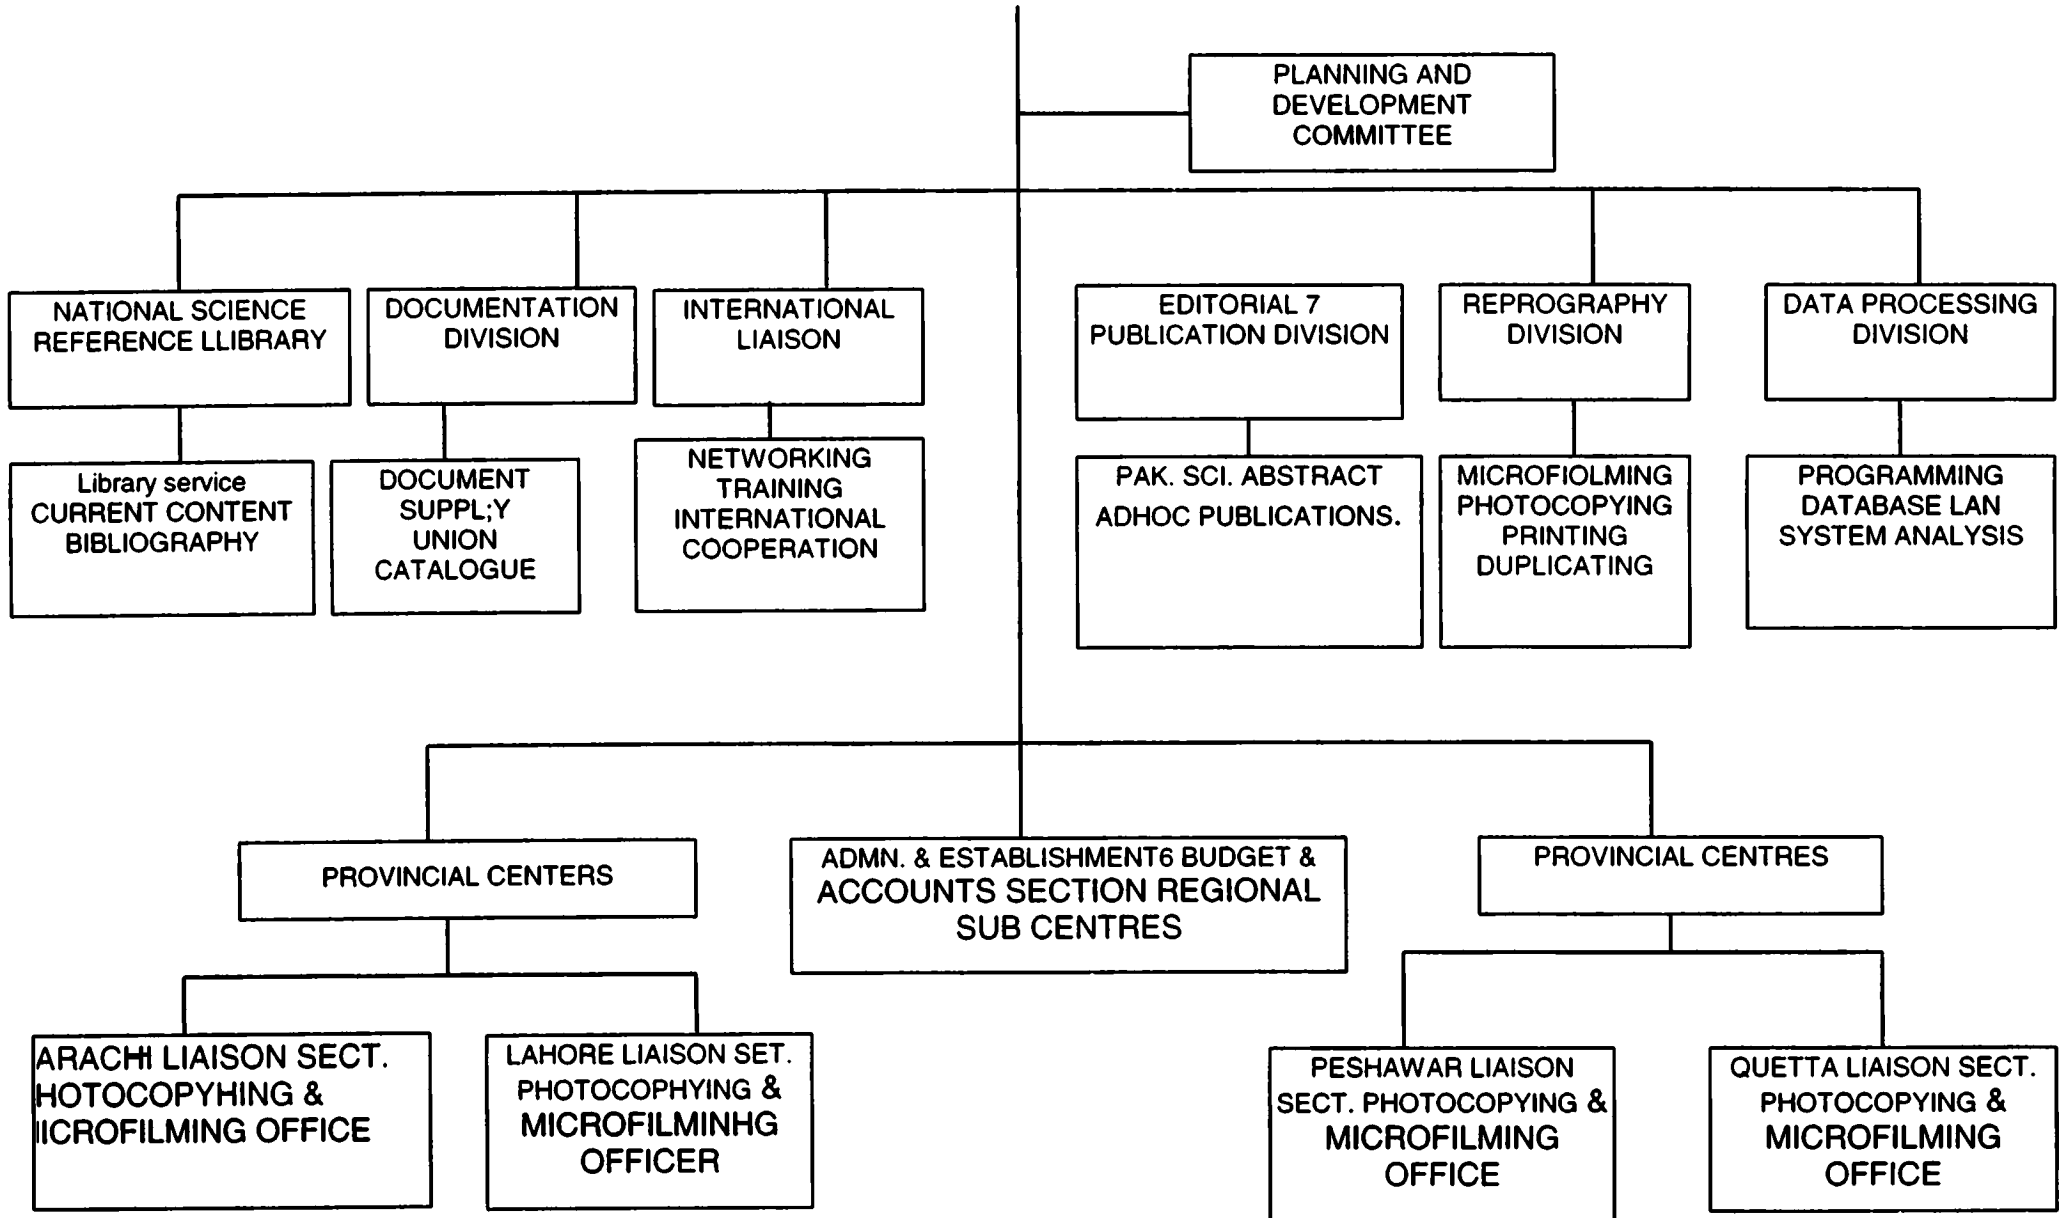 PLANNING AND
DEVELOPMENT
COMMITTEE
NATIONAL SCIENCE
REFERENCE LLIBRARY
DOCUMENTATION
DIVISION
INTERNATIONAL
LIAISON
EDITORIAL 7
PUBLICATION DIVISION
REPROGRAPHY
DIVISION
DATA PROCESSING
DIVISION
Library service
CURRENT CONTENT
BIBLIOGRAPHY
DOCUMENT
SUPPL;Y
UNION
CATALOGUE
NETWORKING
TRAINING
INTERNATIONAL
COOPERATION
PAK. SCI. ABSTRACT
ADHOC PUBLICATIONS.
MICROFIOLMING
PHOTOCOPYING
PRINTING
DUPLICATING
PROGRAMMING
DATABASE LAN
SYSTEM ANALYSIS
PROVINCIAL CENTERS
ADMN. & ESTABLISHMENT6 BUDGET &
ACCOUNTS SECTION REGIONAL
SUB CENTRES
PROVINCIAL CENTRES
ARACHI LIAISON SECT.
HOTOCOPYHING &
IICROFILMING OFFICE
LAHORE LIAISON SET.
PHOTOCOPHYING &
MICROFILMINHG
OFFICER
PESHAWAR LIAISON
SECT. PHOTOCOPYING &
MICROFILMING
OFFICE
QUETTA LIAISON SECT.
PHOTOCOPYING &
MICROFILMING
OFFICE